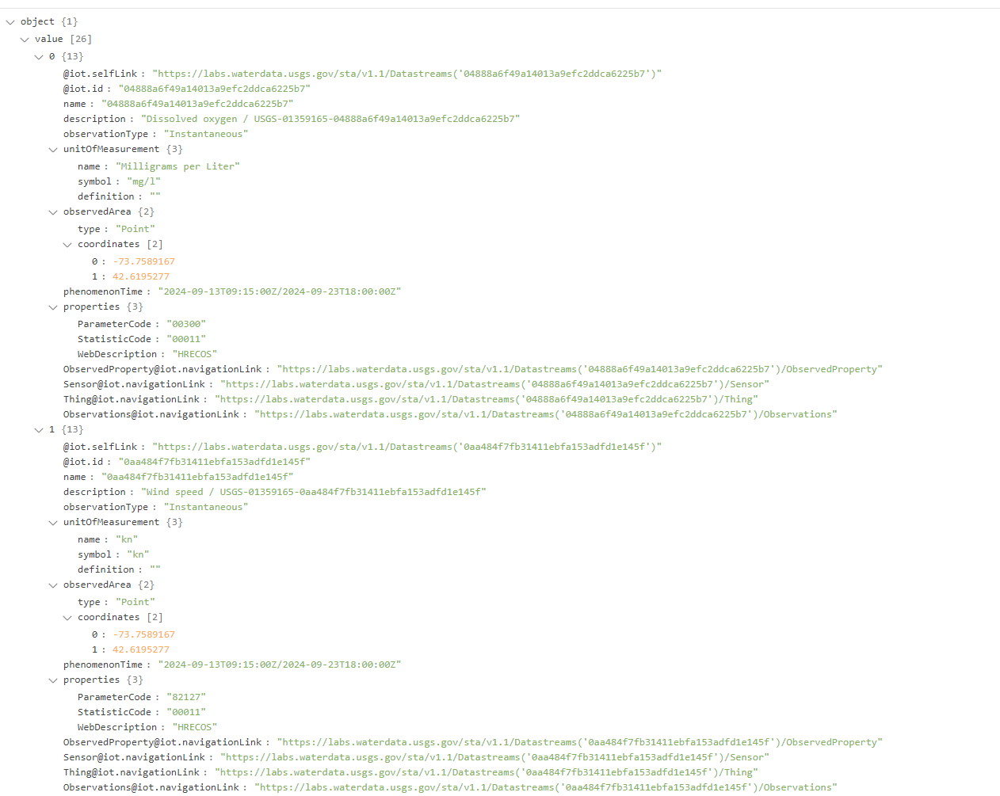 object {1}
value [26]
0 {13}
@iot.selfLink : "https://labs.waterdata.usgs.gov/sta/v1.1/Datastreams('04888a6f49a14013a9efc2ddca6225b7')"
@iot.id : "04888a6f49a14013a9efc2ddca6225b7"
name : "04888a6f49a14013a9efc2ddca6225b7"
description : "Dissolved oxygen / USGS-01359165-04888a6f49a14013a9efc2ddca6225b7"
observationType : "Instantaneous"
unitOfMeasurement {3}
name : "Milligrams per Liter"
symbol : "mg/l"
definition : ""
observedArea {2}
type : "Point"
coordinates [2]
0 : -73.7589167
1 : 42.6195277
phenomenonTime : "2024-09-13T09:15:00Z/2024-09-23T18:00:00Z"
properties {3}
ParameterCode : "00300"
StatisticCode : "00011"
WebDescription : "HRECOS"
ObservedProperty@iot.navigationLink : "https://labs.waterdata.usgs.gov/sta/v1.1/Datastreams('04888a6f49a14013a9efc2ddca6225b7')/ObservedProperty"
Sensor@iot.navigationLink : "https://labs.waterdata.usgs.gov/sta/v1.1/Datastreams('04888a6f49a14013a9efc2ddca6225b7')/Sensor"
Thing@iot.navigationLink : "https://labs.waterdata.usgs.gov/sta/v1.1/Datastreams('04888a6f49a14013a9efc2ddca6225b7')/Thing"
Observations@iot.navigationLink : "https://labs.waterdata.usgs.gov/sta/v1.1/Datastreams('04888a6f49a14013a9efc2ddca6225b7')/Observations"
1 {13}
@iot.selfLink : "https://labs.waterdata.usgs.gov/sta/v1.1/Datastreams('0aa484f7fb31411ebfa153adfd1e145f')"
@iot.id : "0aa484f7fb31411ebfa153adfd1e145f"
name : "0aa484f7fb31411ebfa153adfd1e145f"
description : "Wind speed / USGS-01359165-0aa484f7fb31411ebfa153adfd1e145f"
observationType : "Instantaneous"
unitOfMeasurement {3}
name : "kn"
symbol : "kn"
definition : ""
observedArea {2}
type : "Point"
coordinates [2]
0 : -73.7589167
1 : 42.6195277
phenomenonTime : "2024-09-13T09:15:00Z/2024-09-23T18:00:00Z"
properties {3}
ParameterCode : "82127"
StatisticCode : "00011"
WebDescription : "HRECOS"
ObservedProperty@iot.navigationLink : "https://labs.waterdata.usgs.gov/sta/v1.1/Datastreams('0aa484f7fb31411ebfa153adfd1e145f')/ObservedProperty"
Sensor@iot.navigationLink : "https://labs.waterdata.usgs.gov/sta/v1.1/Datastreams('0aa484f7fb31411ebfa153adfd1e145f')/Sensor"
Thing@iot.navigationLink : "https://labs.waterdata.usgs.gov/sta/v1.1/Datastreams('0aa484f7fb31411ebfa153adfd1e145f')/Thing"
Observations@iot.navigationLink : "https://labs.waterdata.usgs.gov/sta/v1.1/Datastreams('0aa484f7fb31411ebfa153adfd1e145f')/Observations"